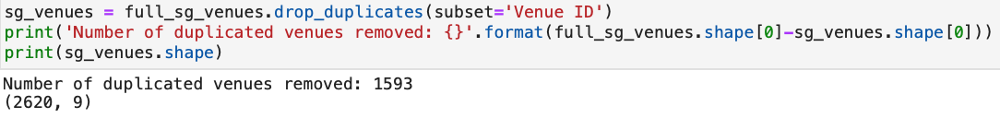 sg_venues = full_sg_venues.drop_duplicates(subset='Venue ID')
print('Number of duplicated venues removed: {}'.format(full_sg_venues.shape[0]-sg_venues.shape[0]))
print(sg_venues.shape)
Number of duplicated venues removed: 1593
(2620, 9)